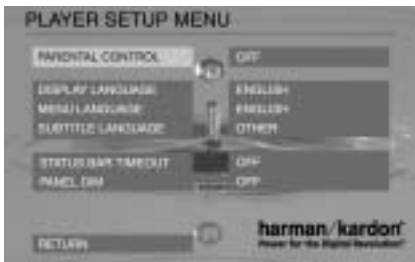 PLAYER SETUP MENU
PARENTAL CONTROL OFF
DISPLAY LANGUAGE ENGLISH
MENU LANGUAGE ENGLISH
SUBTITLE LANGUAGE OTHER
STATUS BAR TIMEOUT OFF
PANEL DIM OFF
RETURN
harman/kardon
Power for the Digital Revolution